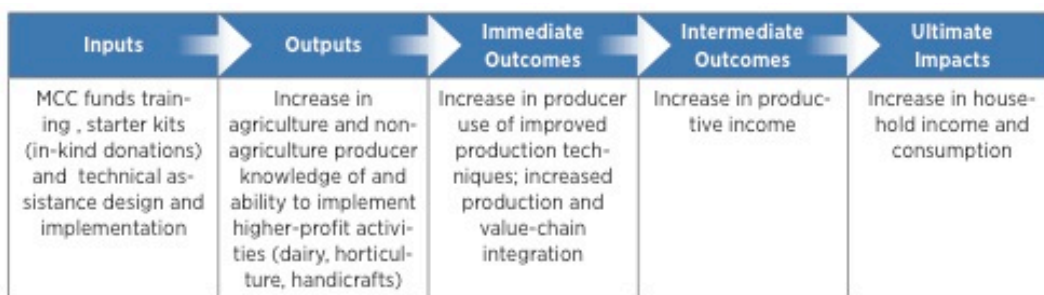 Inputs
Outputs
Immediate
Outcomes
Intermediate
Outcomes
Ultimate
Impacts
MCC funds train-
ing , starter kits
(in-kind donations)
and technical as-
sistance design and
implementation
Increase in
agriculture and non-
agriculture producer
knowledge of and
ability to implement
higher-profit activi-
ties (dairy, horticul-
ture, handicrafts)
Increase in producer
use of improved
production tech-
niques; increased
production and
value-chain
integration
Increase in produc-
tive income
Increase in house-
hold income and
consumption